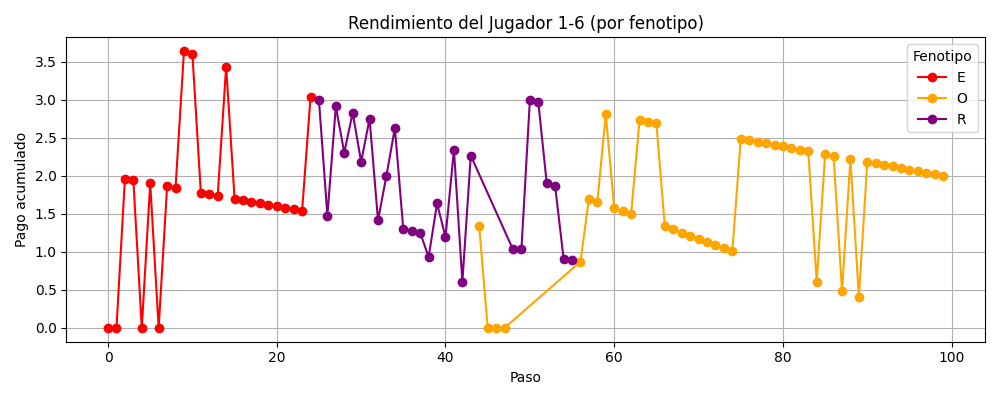 Rendimiento del Jugador 1-6 (por fenotipo)
Pago acumulado
3.5
3.0
2.5
2.0
1.5
1.0
0.5
0.0
Fenotipo
E
O
R
0
20
40
60
80
100
Paso